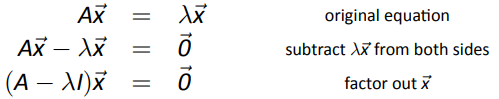 Ax⃗ = λx⃗ original equation
Ax⃗ − λx⃗ = 0⃗ subtract λx⃗ from both sides
(A − λI)x⃗ = 0⃗ factor out x⃗